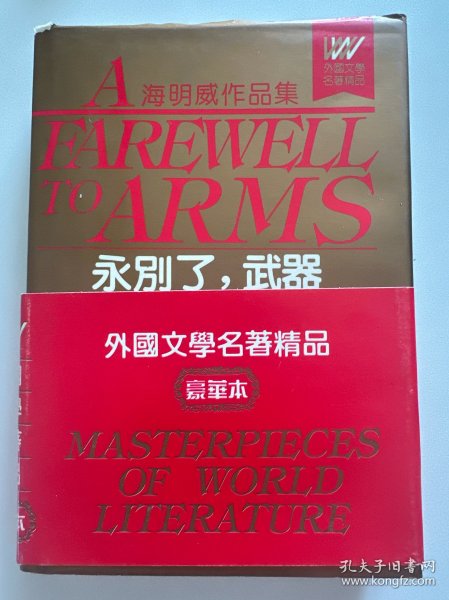 A 海明威作品集
外國文學
名著精品
FAREWELL
TO ARMS
永別了，武器
外國文學名著精品
豪華本
MASTERPIECES
OF WORLD
LITERATURE
孔夫子旧书网
www.kongfz.com